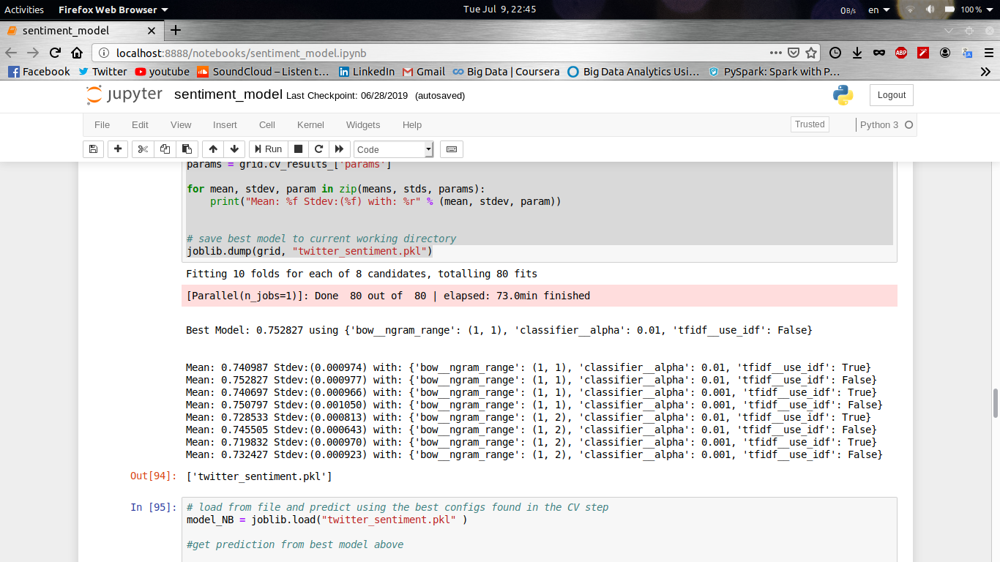 Activities Firefox Web Browser Tue Jul 9, 22:45 0B/s en 100%
sentiment_model
localhost:8888/notebooks/sentiment_model.ipynb
ABP
Facebook Twitter youtube SoundCloud – Listen t… LinkedIn Gmail Big Data | Coursera Big Data Analytics Usi… PySpark: Spark with P…
jupyter sentiment_model Last Checkpoint: 06/28/2019 (autosaved) Logout
File Edit View Insert Cell Kernel Widgets Help Trusted Python 3
Run Code
params = grid.cv_results_['params']
for mean, stdev, param in zip(means, stds, params):
    print("Mean: %f Stdev:(%f) with: %r" % (mean, stdev, param))
# save best model to current working directory
joblib.dump(grid, "twitter_sentiment.pkl")
Fitting 10 folds for each of 8 candidates, totalling 80 fits
[Parallel(n_jobs=1)]: Done  80 out of  80 | elapsed: 73.0min finished
Best Model: 0.752827 using {'bow__ngram_range': (1, 1), 'classifier__alpha': 0.01, 'tfidf__use_idf': False}
Mean: 0.740987 Stdev:(0.000974) with: {'bow__ngram_range': (1, 1), 'classifier__alpha': 0.01, 'tfidf__use_idf': True}
Mean: 0.752827 Stdev:(0.000977) with: {'bow__ngram_range': (1, 1), 'classifier__alpha': 0.01, 'tfidf__use_idf': False}
Mean: 0.740697 Stdev:(0.000966) with: {'bow__ngram_range': (1, 1), 'classifier__alpha': 0.001, 'tfidf__use_idf': True}
Mean: 0.750797 Stdev:(0.001050) with: {'bow__ngram_range': (1, 1), 'classifier__alpha': 0.001, 'tfidf__use_idf': False}
Mean: 0.728533 Stdev:(0.000813) with: {'bow__ngram_range': (1, 2), 'classifier__alpha': 0.01, 'tfidf__use_idf': True}
Mean: 0.745505 Stdev:(0.000643) with: {'bow__ngram_range': (1, 2), 'classifier__alpha': 0.01, 'tfidf__use_idf': False}
Mean: 0.719832 Stdev:(0.000970) with: {'bow__ngram_range': (1, 2), 'classifier__alpha': 0.001, 'tfidf__use_idf': True}
Mean: 0.732427 Stdev:(0.000923) with: {'bow__ngram_range': (1, 2), 'classifier__alpha': 0.001, 'tfidf__use_idf': False}
Out[94]: ['twitter_sentiment.pkl']
In [95]: # load from file and predict using the best configs found in the CV step
model_NB = joblib.load("twitter_sentiment.pkl" )
#get prediction from best model above